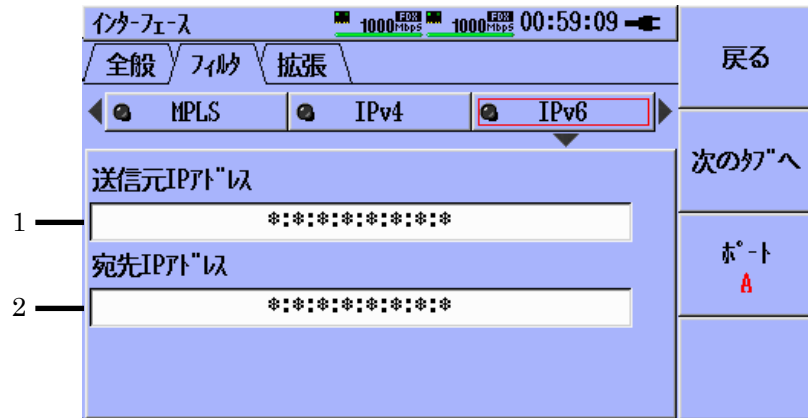 インターフェース 1000 FDX Mbps 1000 FDX Mbps 00:59:09
全般 フィルタ 拡張
MPLS IPv4 IPv6
送信元IPアドレス
1
*:*:*:*:*:*:*:*
宛先IPアドレス
2
*:*:*:*:*:*:*:*
戻る
次のタブへ
ポート
A